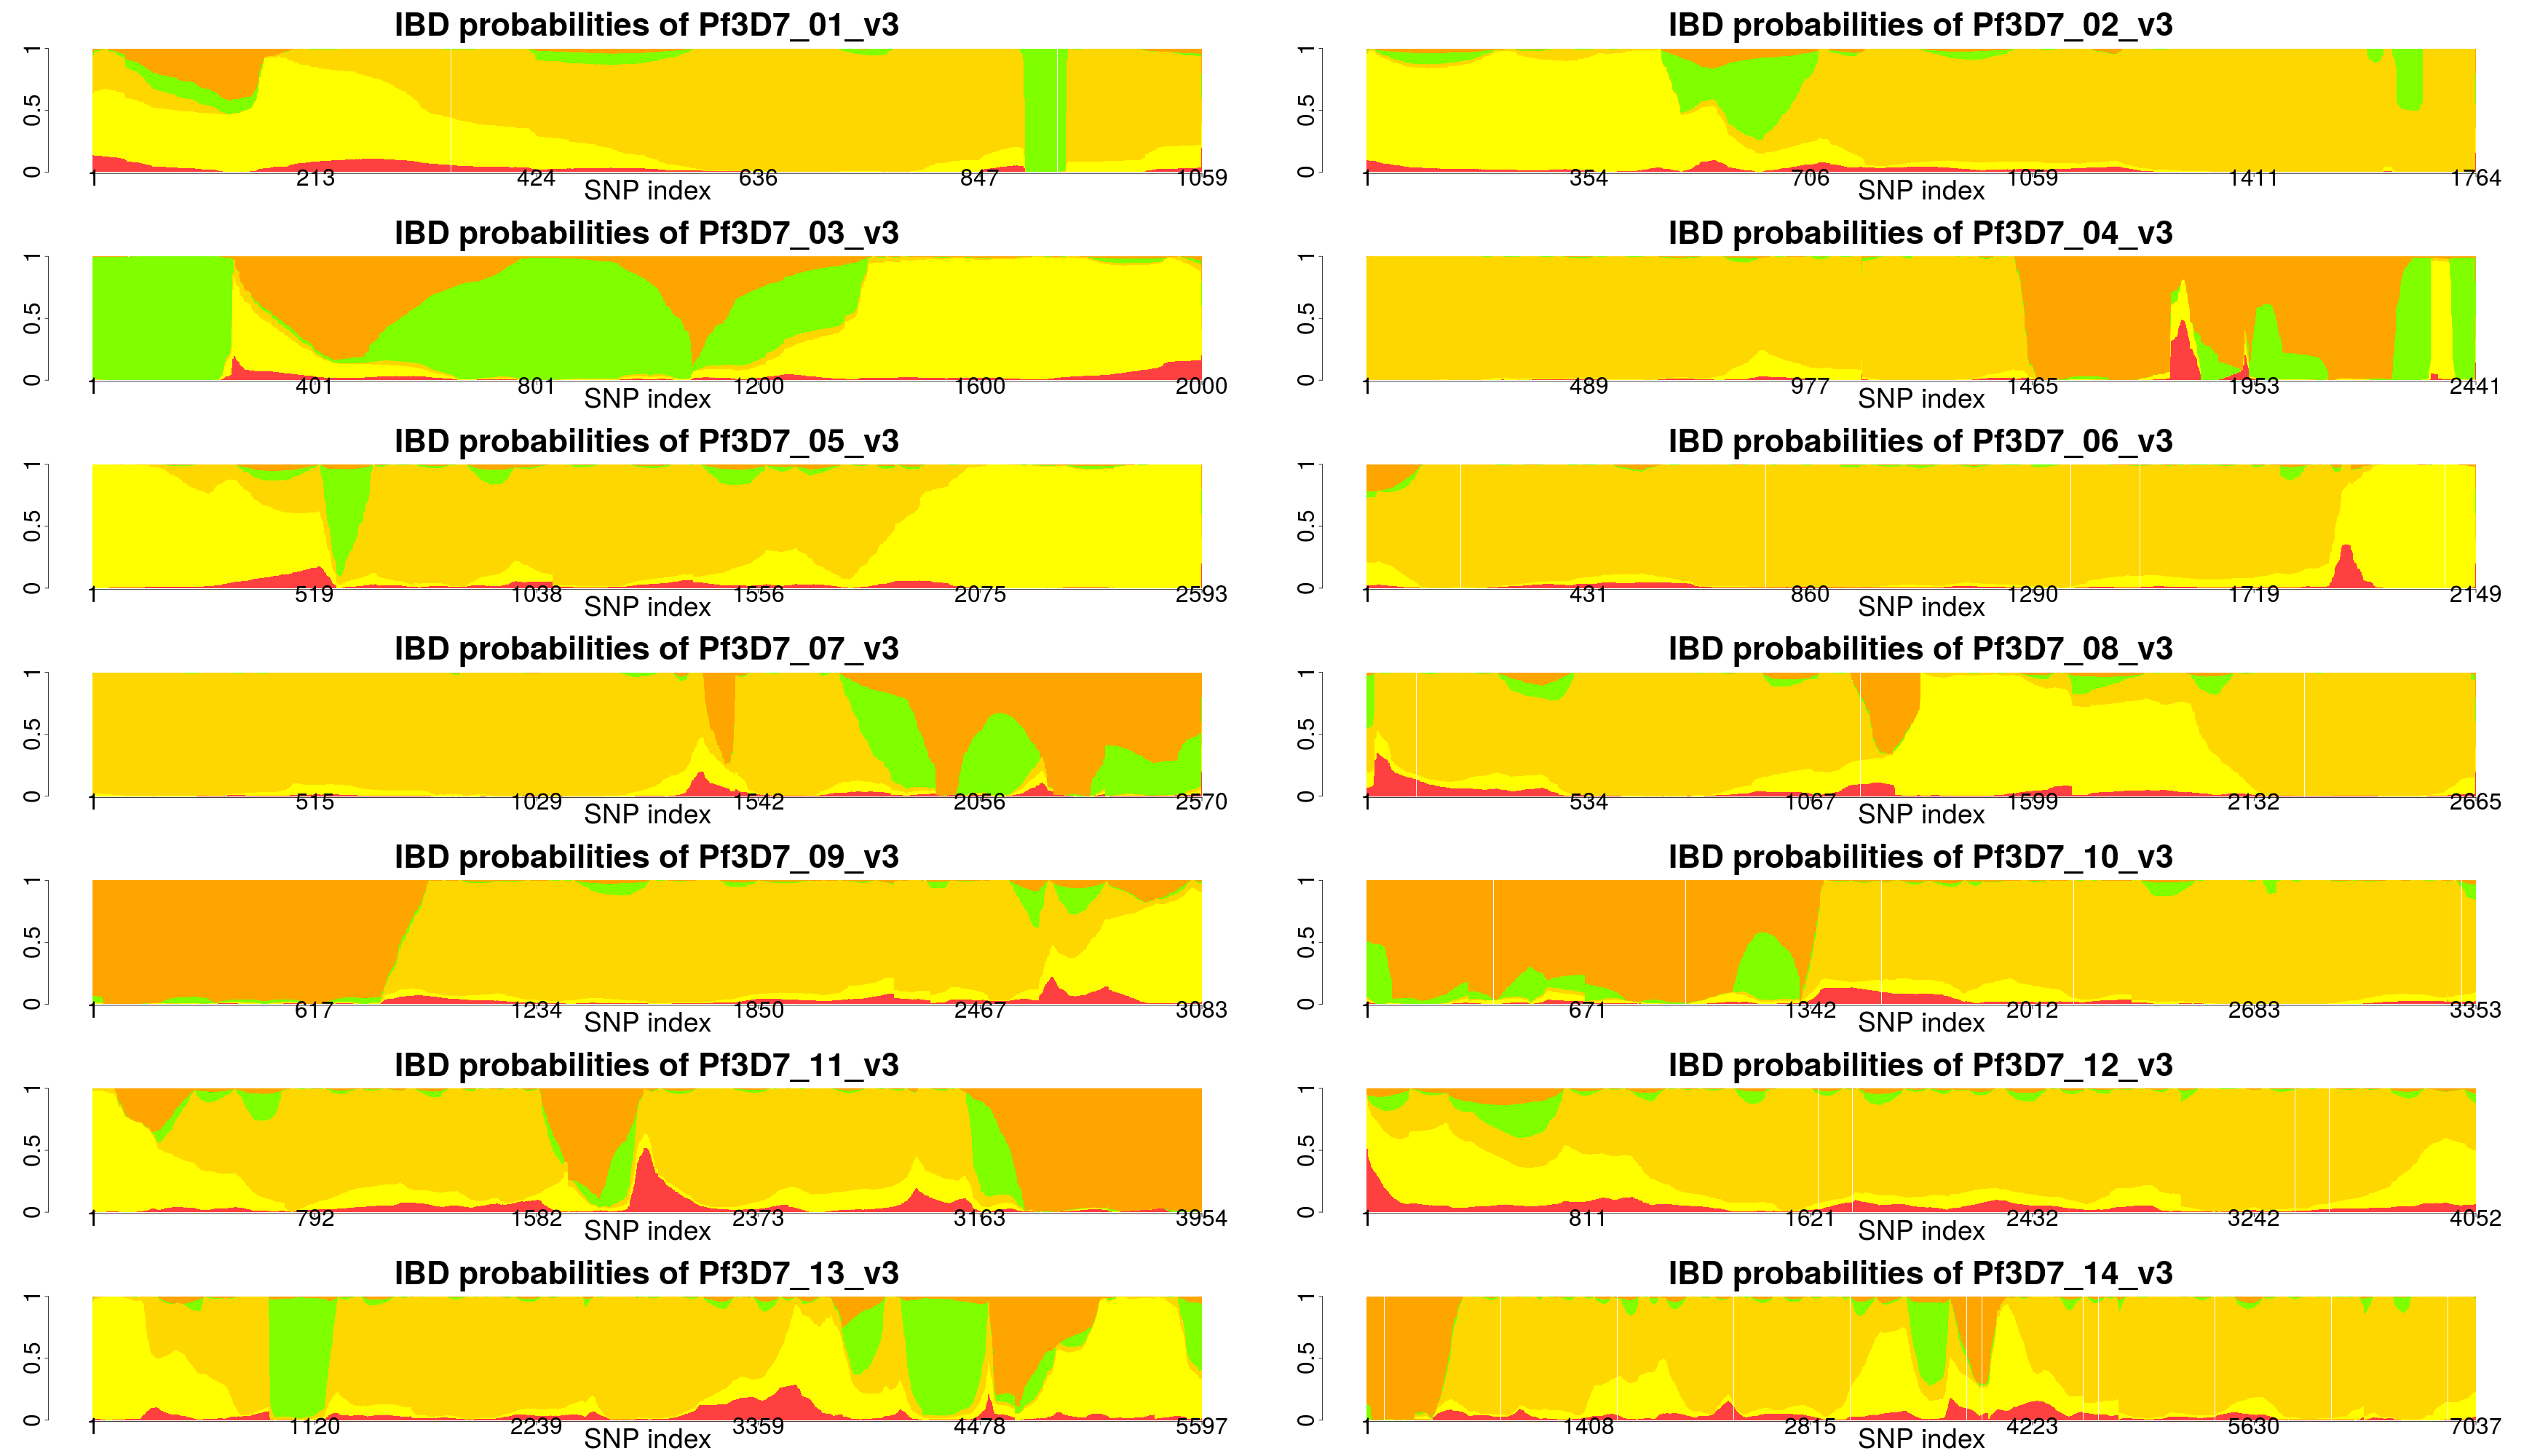 IBD probabilities of Pf3D7_01_v3
0 0.5 1
1 213 424 636 847 1059
SNP index
IBD probabilities of Pf3D7_02_v3
0 0.5 1
1 354 706 1059 1411 1764
SNP index
IBD probabilities of Pf3D7_03_v3
0 0.5 1
1 401 801 1200 1600 2000
SNP index
IBD probabilities of Pf3D7_04_v3
0 0.5 1
1 489 977 1465 1953 2441
SNP index
IBD probabilities of Pf3D7_05_v3
0 0.5 1
1 519 1038 1556 2075 2593
SNP index
IBD probabilities of Pf3D7_06_v3
0 0.5 1
1 431 860 1290 1719 2149
SNP index
IBD probabilities of Pf3D7_07_v3
0 0.5 1
1 515 1029 1542 2056 2570
SNP index
IBD probabilities of Pf3D7_08_v3
0 0.5 1
1 534 1067 1599 2132 2665
SNP index
IBD probabilities of Pf3D7_09_v3
0 0.5 1
1 617 1234 1850 2467 3083
SNP index
IBD probabilities of Pf3D7_10_v3
0 0.5 1
1 671 1342 2012 2683 3353
SNP index
IBD probabilities of Pf3D7_11_v3
0 0.5 1
1 792 1582 2373 3163 3954
SNP index
IBD probabilities of Pf3D7_12_v3
0 0.5 1
1 811 1621 2432 3242 4052
SNP index
IBD probabilities of Pf3D7_13_v3
0 0.5 1
1 1120 2239 3359 4478 5597
SNP index
IBD probabilities of Pf3D7_14_v3
0 0.5 1
1 1408 2815 4223 5630 7037
SNP index